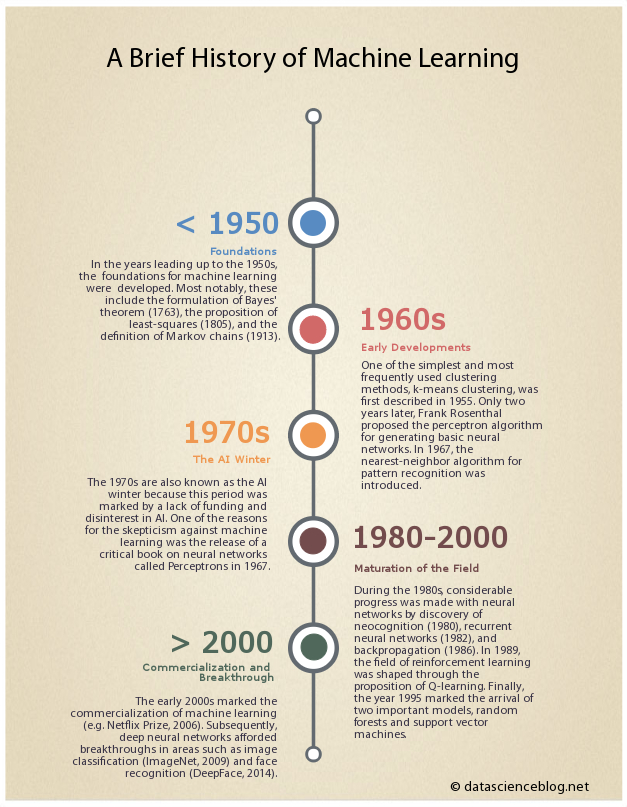 A Brief History of Machine Learning
< 1950
Foundations
In the years leading up to the 1950s,
the foundations for machine learning
were developed. Most notably, these
include the formulation of Bayes'
theorem (1763), the proposition of
least-squares (1805), and the
definition of Markov chains (1913).
1960s
Early Developments
One of the simplest and most
frequently used clustering
methods, k-means clustering, was
first described in 1955. Only two
years later, Frank Rosenthal
proposed the perceptron algorithm
for generating basic neural
networks. In 1967, the
nearest-neighbor algorithm for
pattern recognition was
introduced.
1970s
The AI Winter
The 1970s are also known as the AI
winter because this period was
marked by a lack of funding and
disinterest in AI. One of the reasons
for the skepticism against machine
learning was the release of a
critical book on neural networks
called Perceptrons in 1967.
1980-2000
Maturation of the Field
During the 1980s, considerable
progress was made with neural
networks by discovery of
neocognition (1980), recurrent
neural networks (1982), and
backpropagation (1986). In 1989,
the field of reinforcement learning
was shaped through the
proposition of Q-learning. Finally,
the year 1995 marked the arrival of
two important models, random
forests and support vector
machines.
> 2000
Commercialization and
Breakthrough
The early 2000s marked the
commercialization of machine learning
(e.g. Netflix Prize, 2006). Subsequently,
deep neural networks afforded
breakthroughs in areas such as image
classification (ImageNet, 2009) and face
recognition (DeepFace, 2014).
© datascienceblog.net